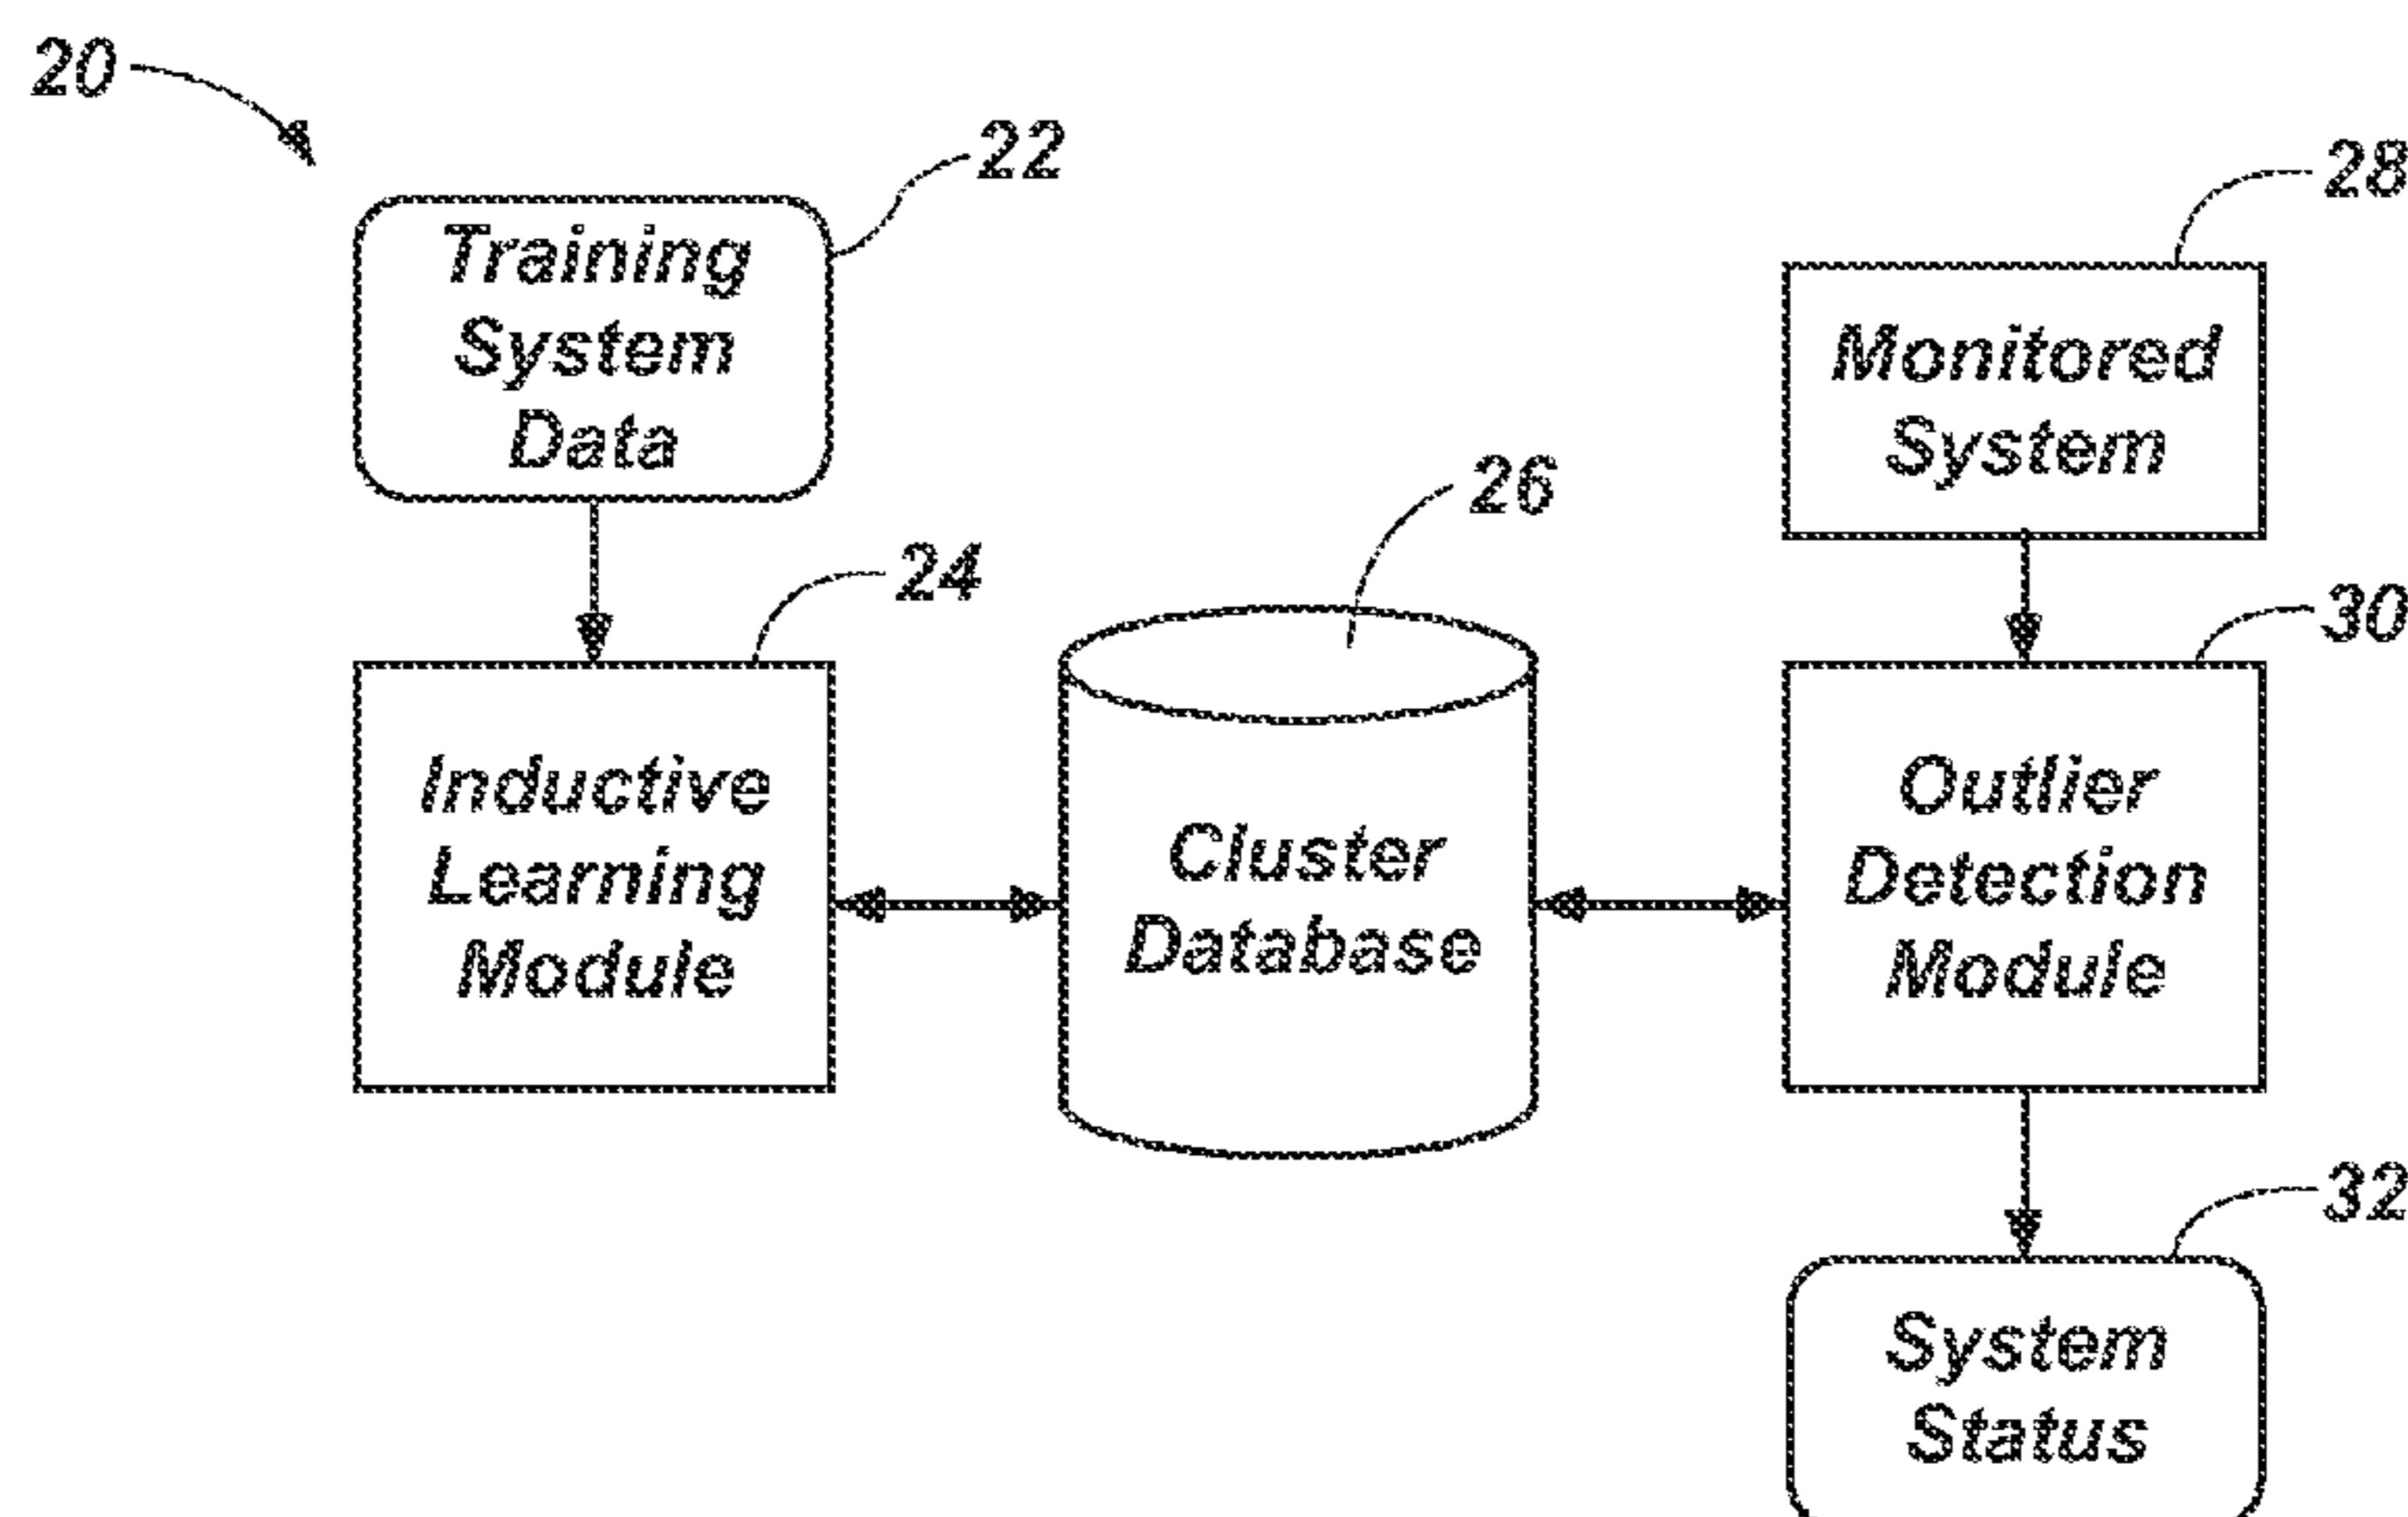 20
22
Training
System
Data
28
Monitored
System
24
26
30
Inductive
Learning
Module
Cluster
Database
Outlier
Detection
Module
32
System
Status